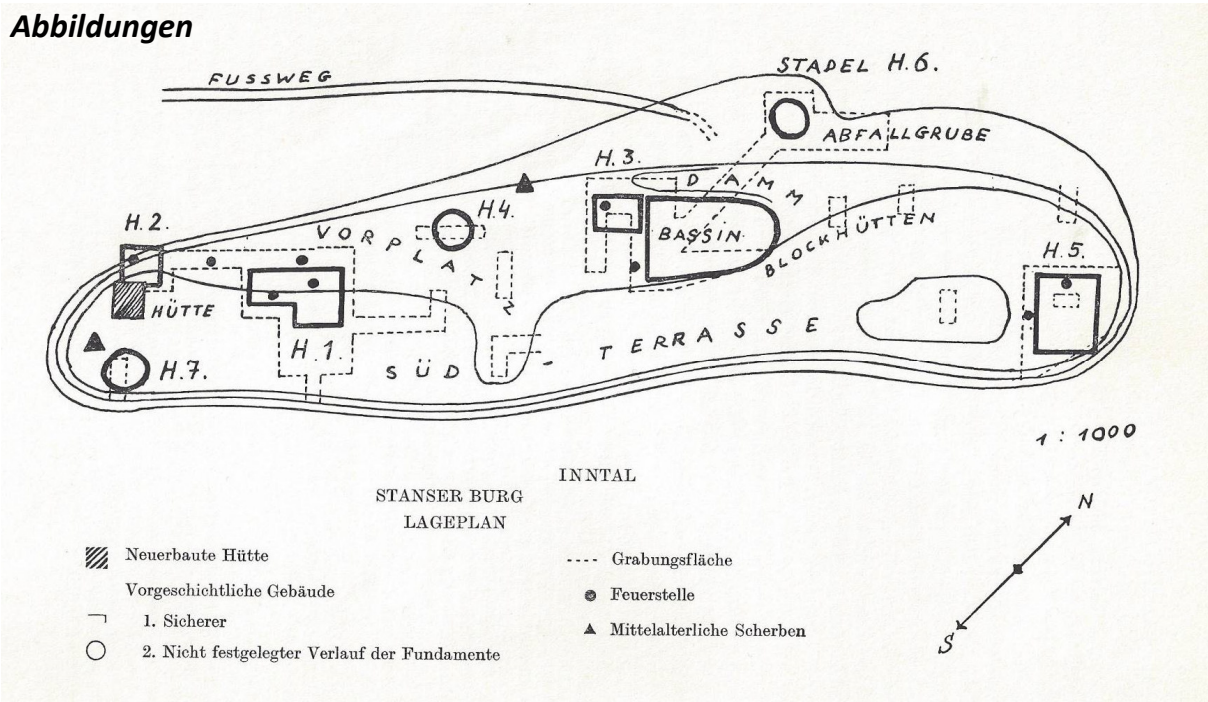 Abbildungen
FUSSWEG
STADEL H.6.
ABFALLGRUBE
H.3.
DAMM
H.2.
H.4.
VORPLATZ
BASSIN
BLOCKHÜTTEN
H.5.
HÜTTE
H.1.
TERRASSE
H.7.
SÜD -
1 : 1000
INNTAL
STANSER BURG
LAGEPLAN
N
Neuerbaute Hütte
Grabungsfläche
Vorgeschichtliche Gebäude
Feuerstelle
1. Sicherer
Mittelalterliche Scherben
2. Nicht festgelegter Verlauf der Fundamente
S